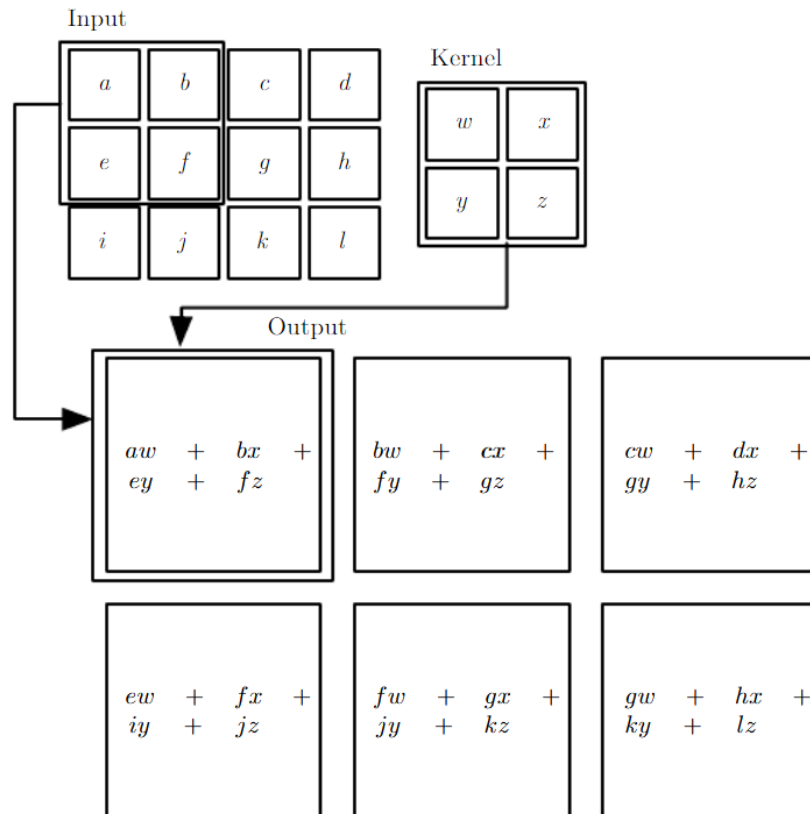 Input
a b c d
e f g h
i j k l
Kernel
w x
y z
Output
aw + bx +
ey + fz
bw + cx +
fy + gz
cw + dx +
gy + hz
ew + fx +
iy + jz
fw + gx +
jy + kz
gw + hx +
ky + lz